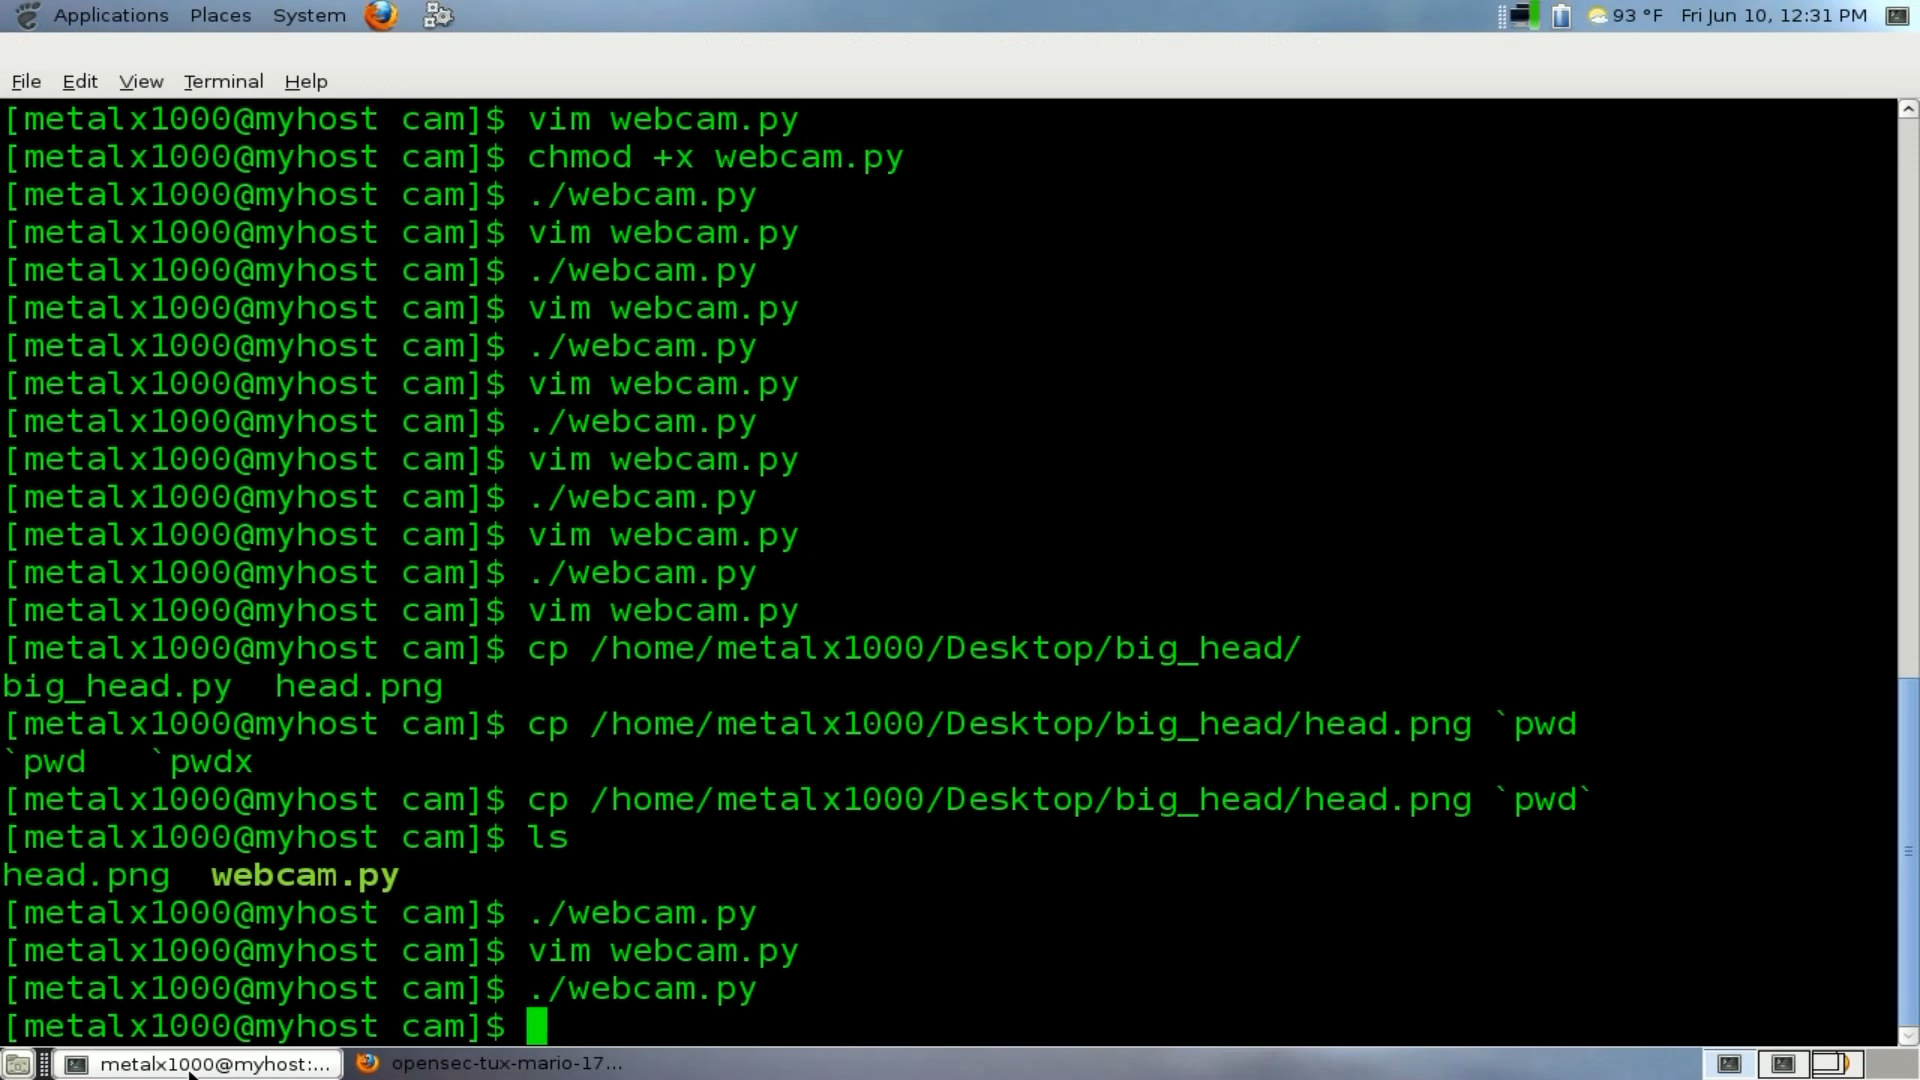 Applications Places System 93 °F Fri Jun 10, 12:31 PM
File Edit View Terminal Help
[metalx1000@myhost cam]$ vim webcam.py
[metalx1000@myhost cam]$ chmod +x webcam.py
[metalx1000@myhost cam]$ ./webcam.py
[metalx1000@myhost cam]$ vim webcam.py
[metalx1000@myhost cam]$ ./webcam.py
[metalx1000@myhost cam]$ vim webcam.py
[metalx1000@myhost cam]$ ./webcam.py
[metalx1000@myhost cam]$ vim webcam.py
[metalx1000@myhost cam]$ ./webcam.py
[metalx1000@myhost cam]$ vim webcam.py
[metalx1000@myhost cam]$ ./webcam.py
[metalx1000@myhost cam]$ vim webcam.py
[metalx1000@myhost cam]$ ./webcam.py
[metalx1000@myhost cam]$ vim webcam.py
[metalx1000@myhost cam]$ cp /home/metalx1000/Desktop/big_head/
big_head.py head.png
[metalx1000@myhost cam]$ cp /home/metalx1000/Desktop/big_head/head.png `pwd
`pwd `pwdx
[metalx1000@myhost cam]$ cp /home/metalx1000/Desktop/big_head/head.png `pwd`
[metalx1000@myhost cam]$ ls
head.png webcam.py
[metalx1000@myhost cam]$ ./webcam.py
[metalx1000@myhost cam]$ vim webcam.py
[metalx1000@myhost cam]$ ./webcam.py
[metalx1000@myhost cam]$
metalx1000@myhost:... opensec-tux-mario-17...